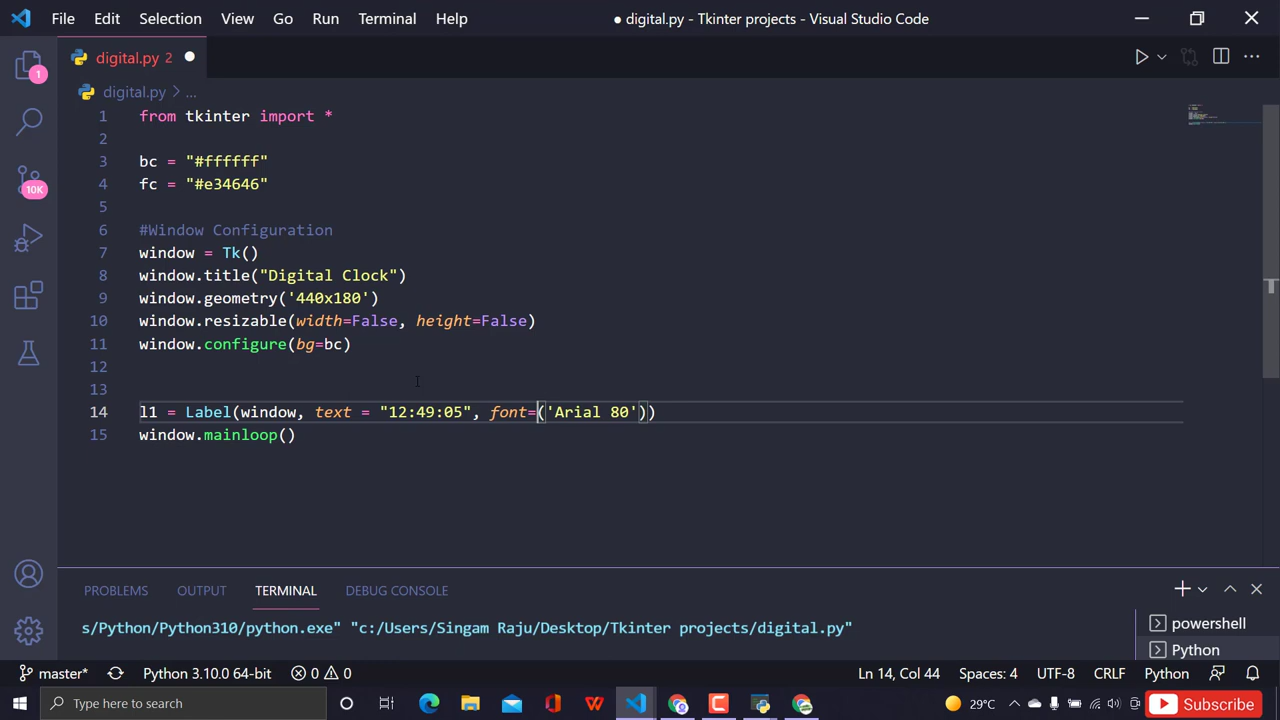 File Edit Selection View Go Run Terminal Help ● digital.py - Tkinter projects - Visual Studio Code
digital.py 2 ●
digital.py > ...
1 from tkinter import *
2
3 bc = "#ffffff"
4 fc = "#e34646"
5
6 #Window Configuration
7 window = Tk()
8 window.title("Digital Clock")
9 window.geometry('440x180')
10 window.resizable(width=False, height=False)
11 window.configure(bg=bc)
12
13
14 l1 = Label(window, text = "12:49:05", font=('Arial 80'))
15 window.mainloop()
1
10K
PROBLEMS OUTPUT TERMINAL DEBUG CONSOLE
s/Python/Python310/python.exe" "c:/Users/Singam Raju/Desktop/Tkinter projects/digital.py"
powershell
Python
master* Python 3.10.0 64-bit 0 0 Ln 14, Col 44 Spaces: 4 UTF-8 CRLF Python
Type here to search 29°C Subscribe